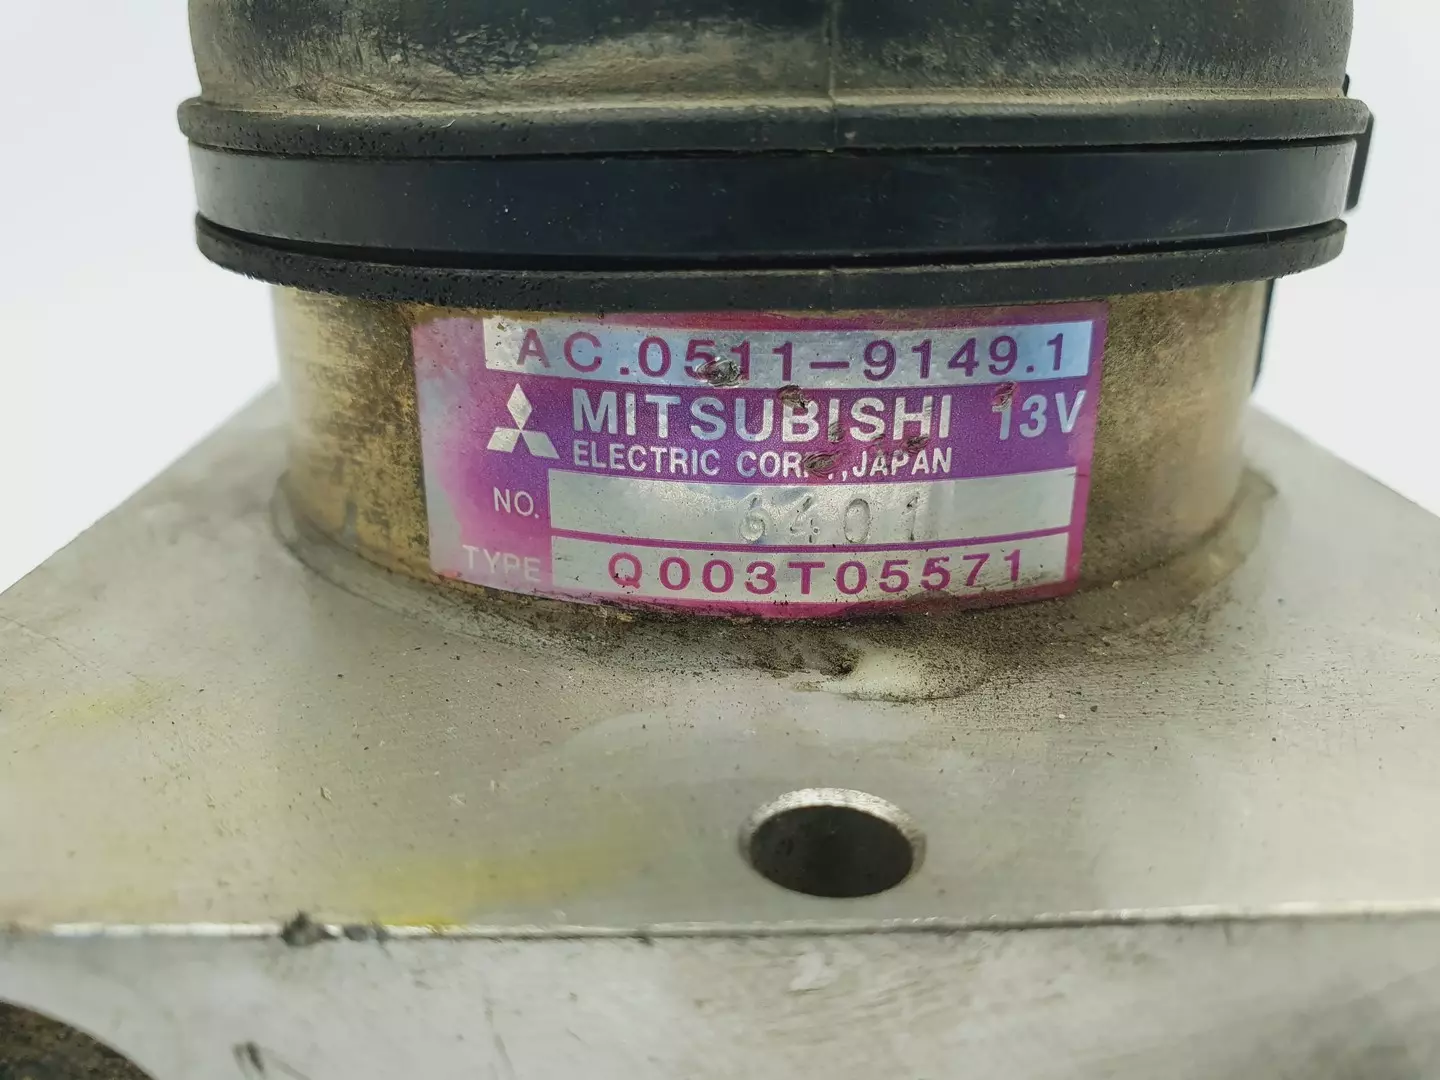 AC.0511-9149.1
MITSUBISHI 13V
ELECTRIC CORP.,JAPAN
NO. 6401
TYPE Q003T05571